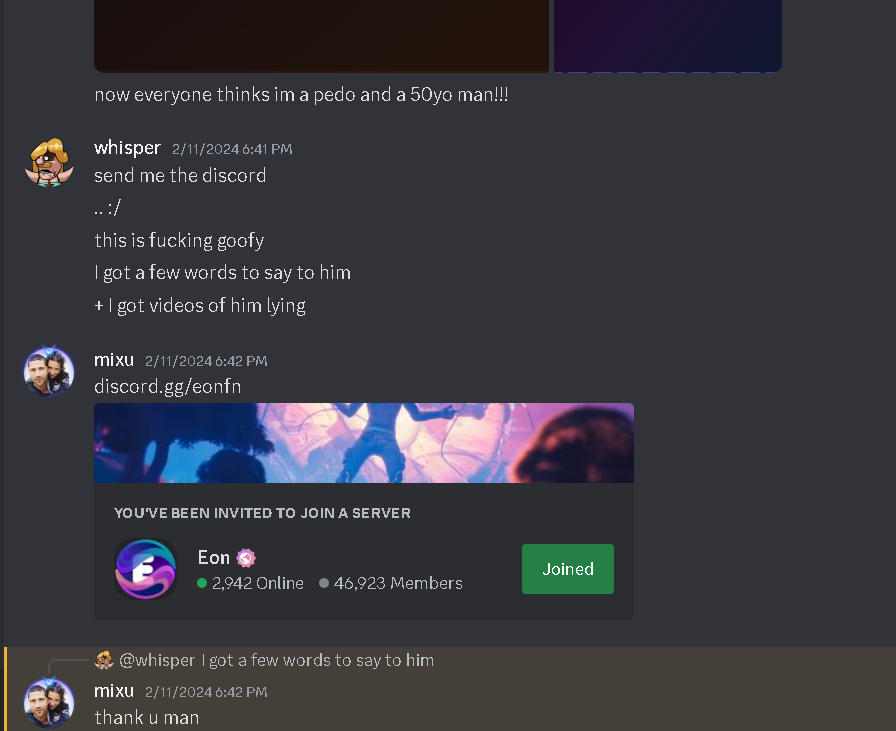 now everyone thinks im a pedo and a 50yo man!!!
whisper 2/11/2024 6:41 PM
send me the discord
.. :/
this is fucking goofy
I got a few words to say to him
+ I got videos of him lying
mixu 2/11/2024 6:42 PM
discord.gg/eonfn
YOU'VE BEEN INVITED TO JOIN A SERVER
Eon
2,942 Online 46,923 Members
Joined
@whisper I got a few words to say to him
mixu 2/11/2024 6:42 PM
thank u man